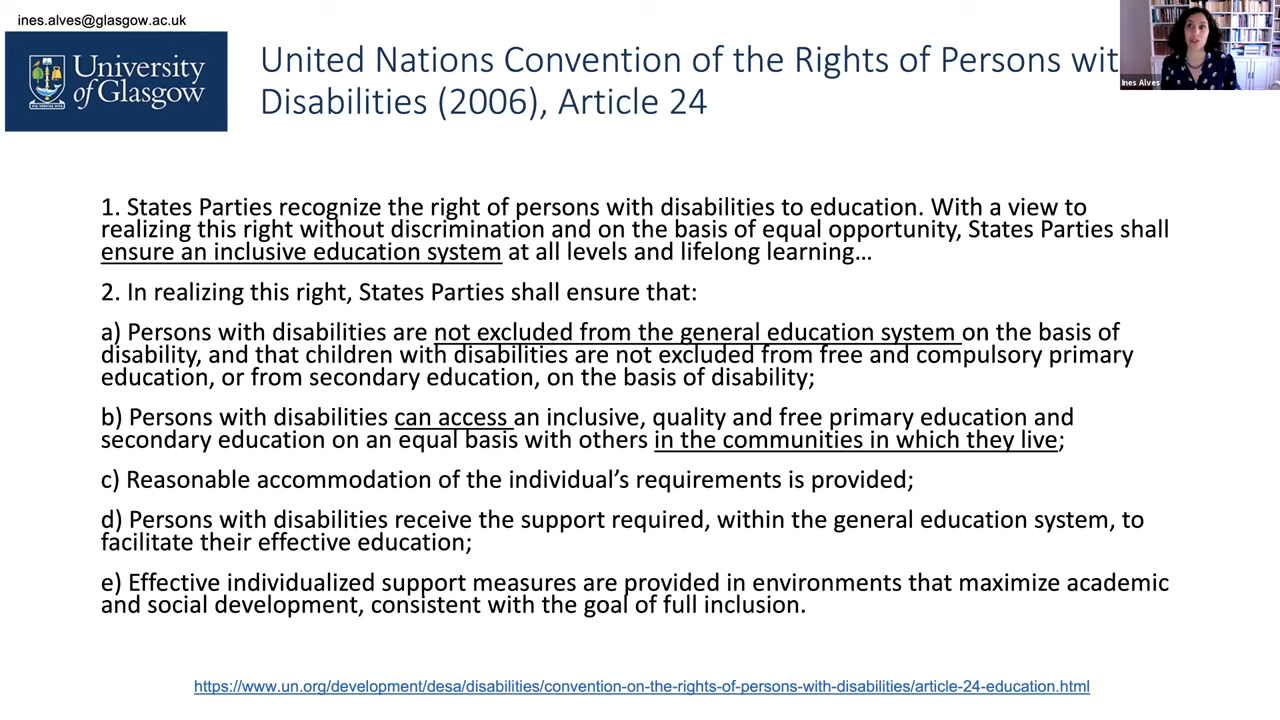 ines.alves@glasgow.ac.uk
University
of Glasgow
United Nations Convention of the Rights of Persons wit
Disabilities (2006), Article 24
Ines Alves
1. States Parties recognize the right of persons with disabilities to education. With a view to
realizing this right without discrimination and on the basis of equal opportunity, States Parties shall
ensure an inclusive education system at all levels and lifelong learning…
2. In realizing this right, States Parties shall ensure that:
a) Persons with disabilities are not excluded from the general education system on the basis of
disability, and that children with disabilities are not excluded from free and compulsory primary
education, or from secondary education, on the basis of disability;
b) Persons with disabilities can access an inclusive, quality and free primary education and
secondary education on an equal basis with others in the communities in which they live;
c) Reasonable accommodation of the individual’s requirements is provided;
d) Persons with disabilities receive the support required, within the general education system, to
facilitate their effective education;
e) Effective individualized support measures are provided in environments that maximize academic
and social development, consistent with the goal of full inclusion.
https://www.un.org/development/desa/disabilities/convention-on-the-rights-of-persons-with-disabilities/article-24-education.html